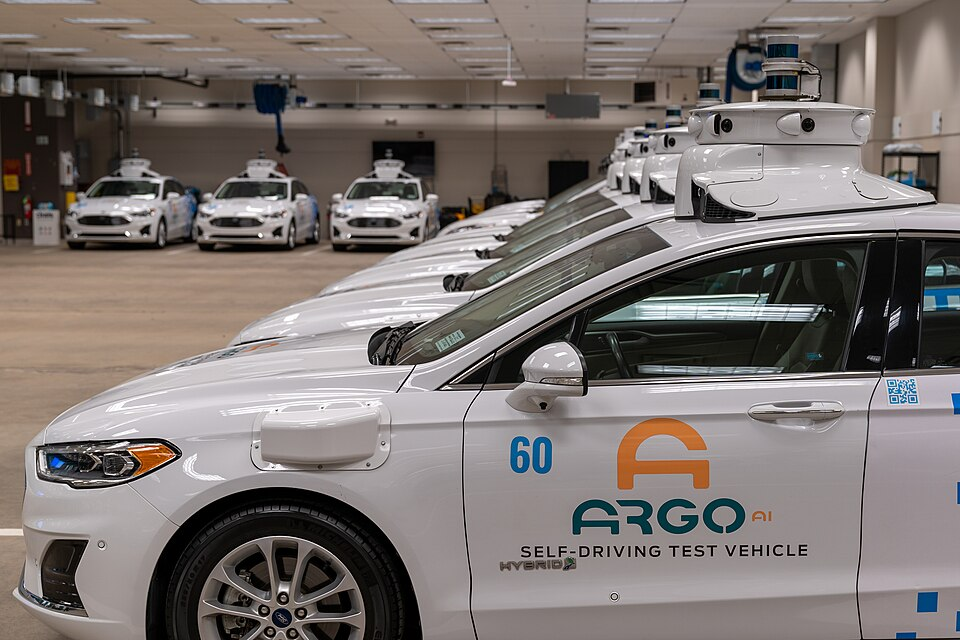 60
ARGO AI
SELF-DRIVING TEST VEHICLE
HYBRID